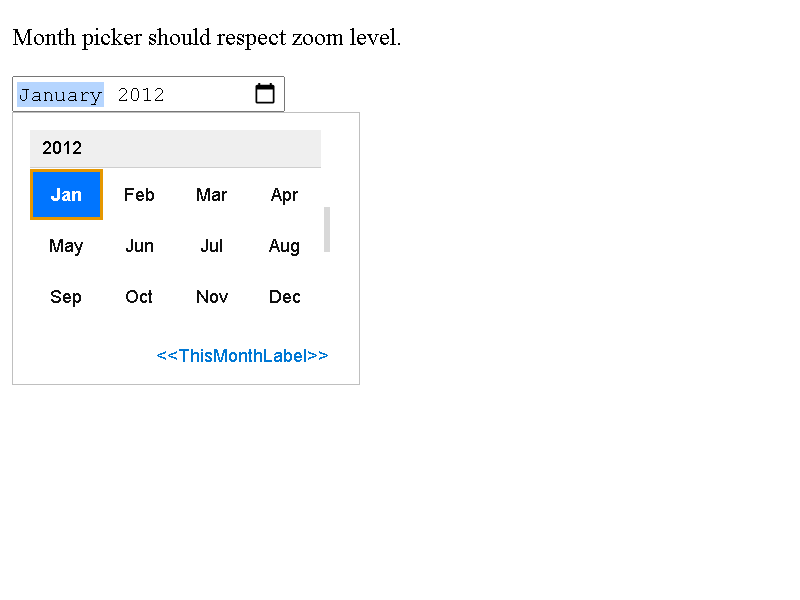 Month picker should respect zoom level.
January 2012
2012
Jan Feb Mar Apr
May Jun Jul Aug
Sep Oct Nov Dec
<<ThisMonthLabel>>